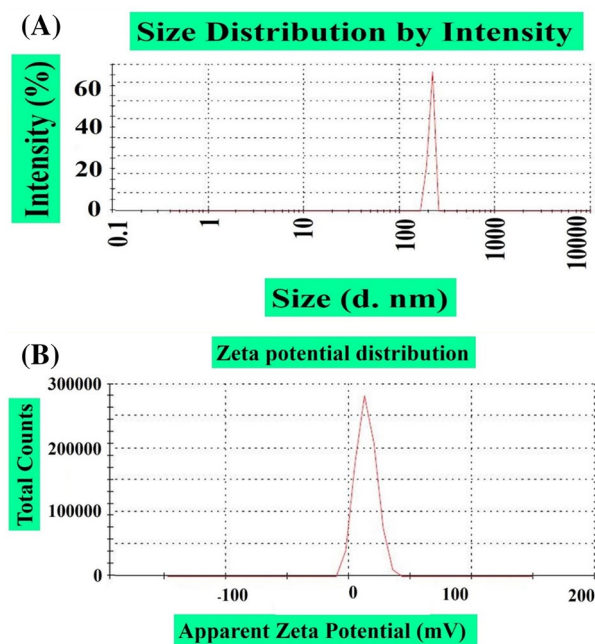 (A)
Size Distribution by Intensity
Intensity (%)
60
40
20
0
0.1
1
10
100
1000
10000
Size (d. nm)
(B)
Zeta potential distribution
Total Counts
300000
200000
100000
0
-100
0
100
200
Apparent Zeta Potential (mV)